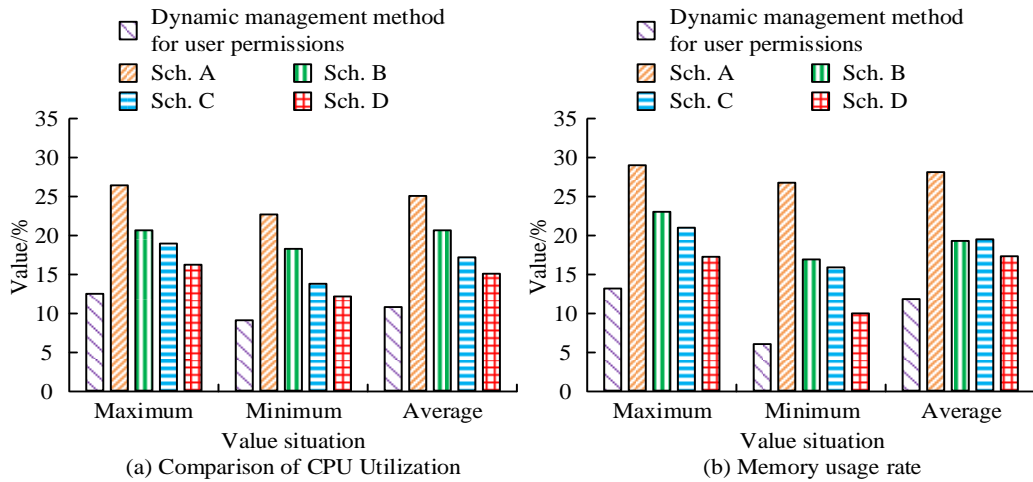 Dynamic management method
for user permissions
Sch. A
Sch. B
Sch. C
Sch. D
35
30
25
20
15
10
5
0
Value/%
Maximum
Minimum
Average
Value situation
(a) Comparison of CPU Utilization
Dynamic management method
for user permissions
Sch. A
Sch. B
Sch. C
Sch. D
35
30
25
20
15
10
5
0
Value/%
Maximum
Minimum
Average
Value situation
(b) Memory usage rate